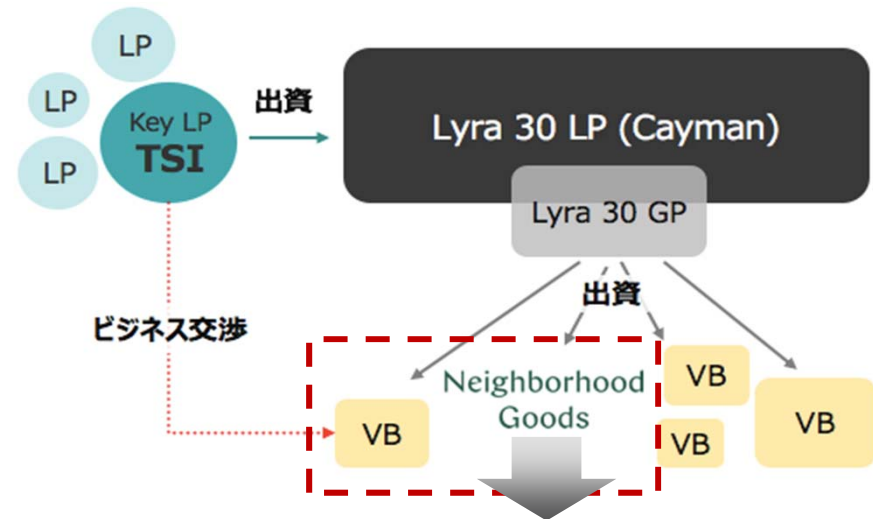 LP
LP
LP
Key LP
TSI
出資
Lyra 30 LP (Cayman)
Lyra 30 GP
出資
ビジネス交渉
VB
Neighborhood
Goods
VB
VB
VB